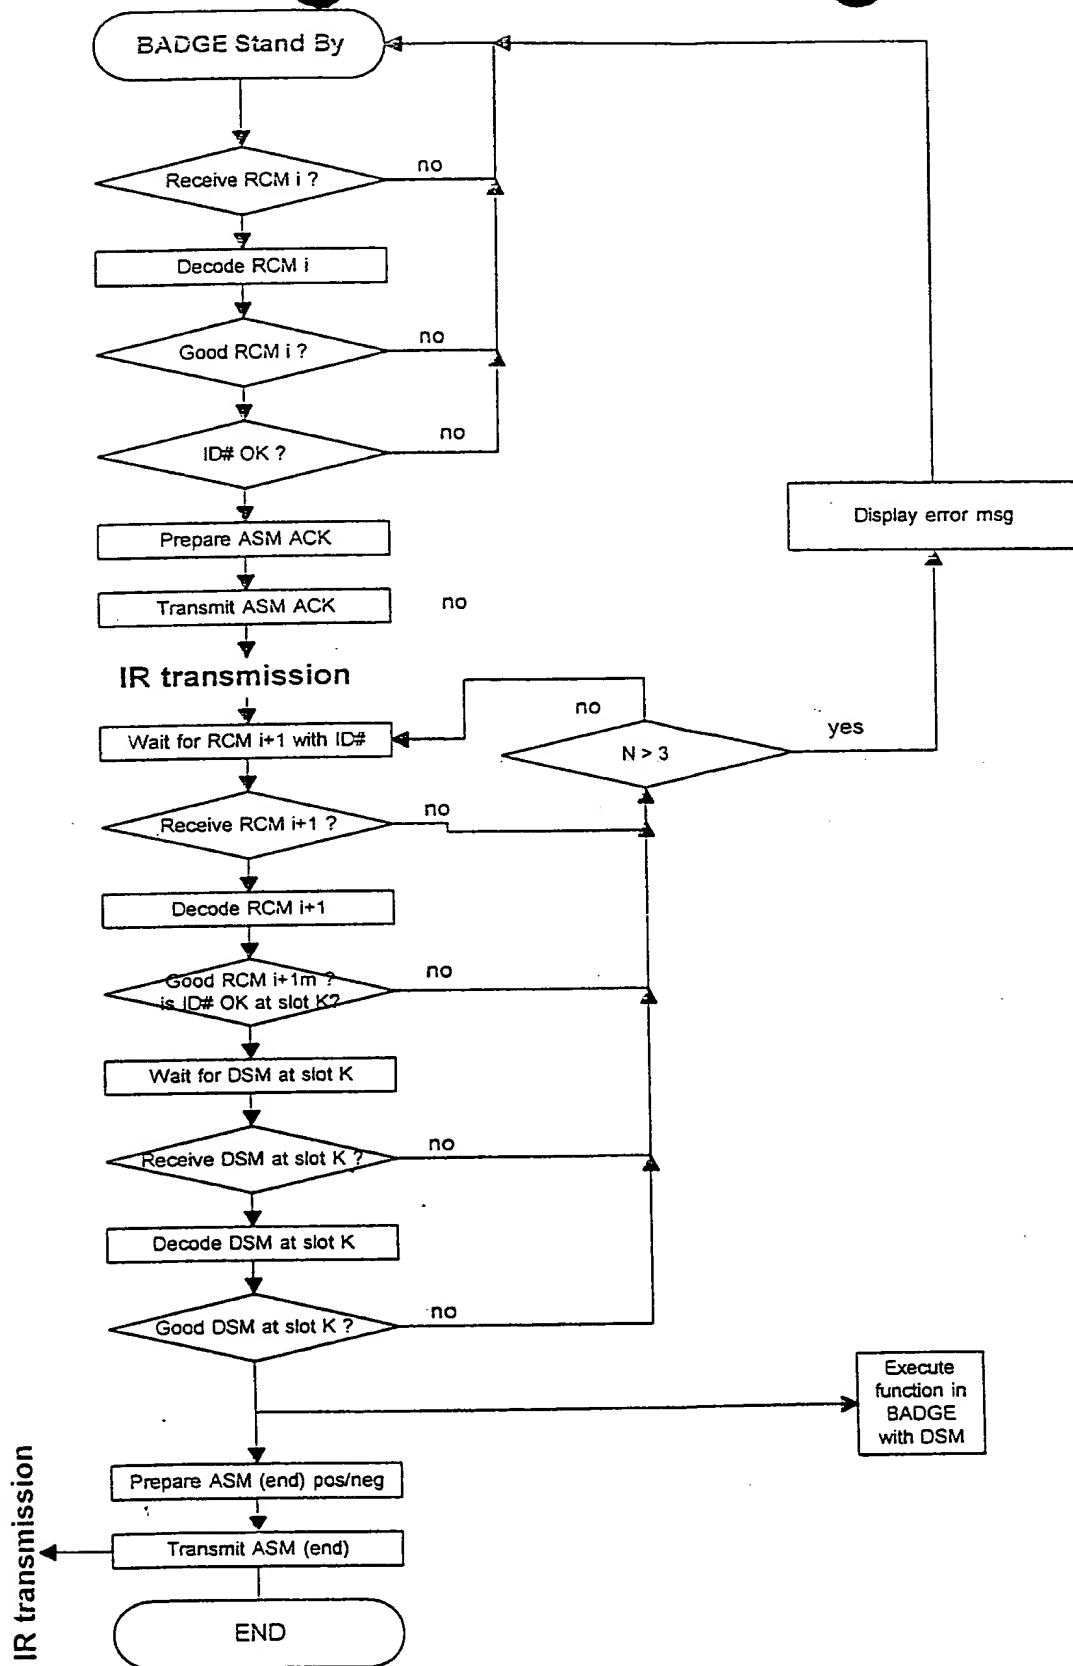 BADGE Stand By
Receive RCM i ?
no
Decode RCM i
Good RCM i ?
no
ID# OK ?
no
Prepare ASM ACK
Transmit ASM ACK
no
IR transmission
Wait for RCM i+1 with ID#
no
N > 3
yes
Display error msg
Receive RCM i+1 ?
no
Decode RCM i+1
Good RCM i+1m ?
is ID# OK at slot K?
no
Wait for DSM at slot K
Receive DSM at slot K ?
no
Decode DSM at slot K
Good DSM at slot K ?
no
Execute
function in
BADGE
with DSM
Prepare ASM (end) pos/neg
Transmit ASM (end)
IR transmission
END